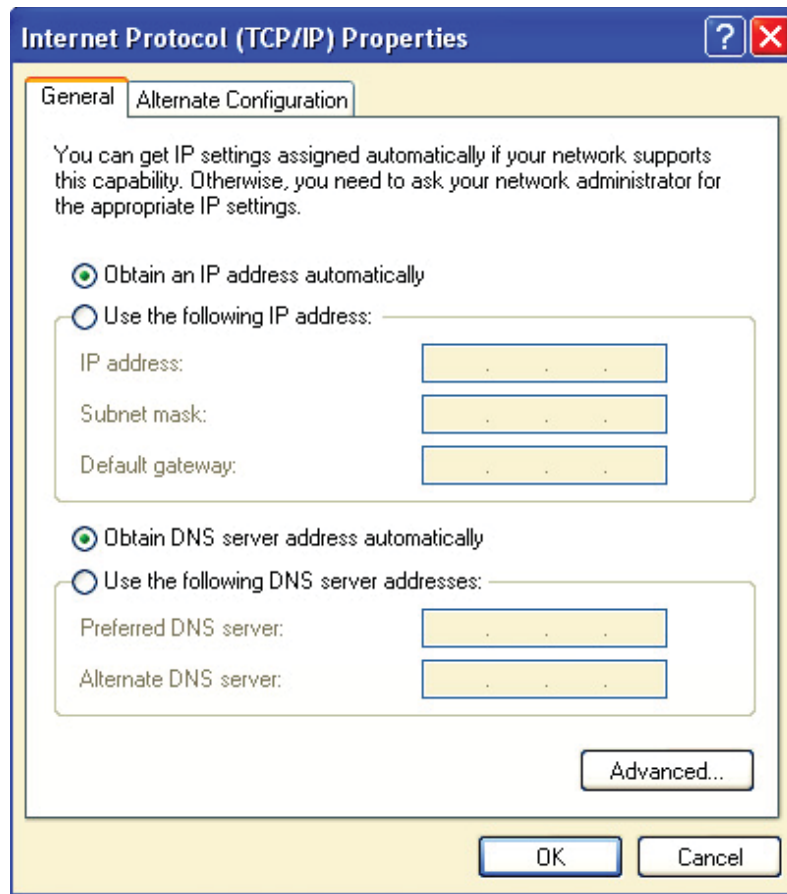 Internet Protocol (TCP/IP) Properties
General
Alternate Configuration
You can get IP settings assigned automatically if your network supports
this capability. Otherwise, you need to ask your network administrator for
the appropriate IP settings.
Obtain an IP address automatically
Use the following IP address:
IP address:
Subnet mask:
Default gateway:
Obtain DNS server address automatically
Use the following DNS server addresses:
Preferred DNS server:
Alternate DNS server:
Advanced...
OK
Cancel